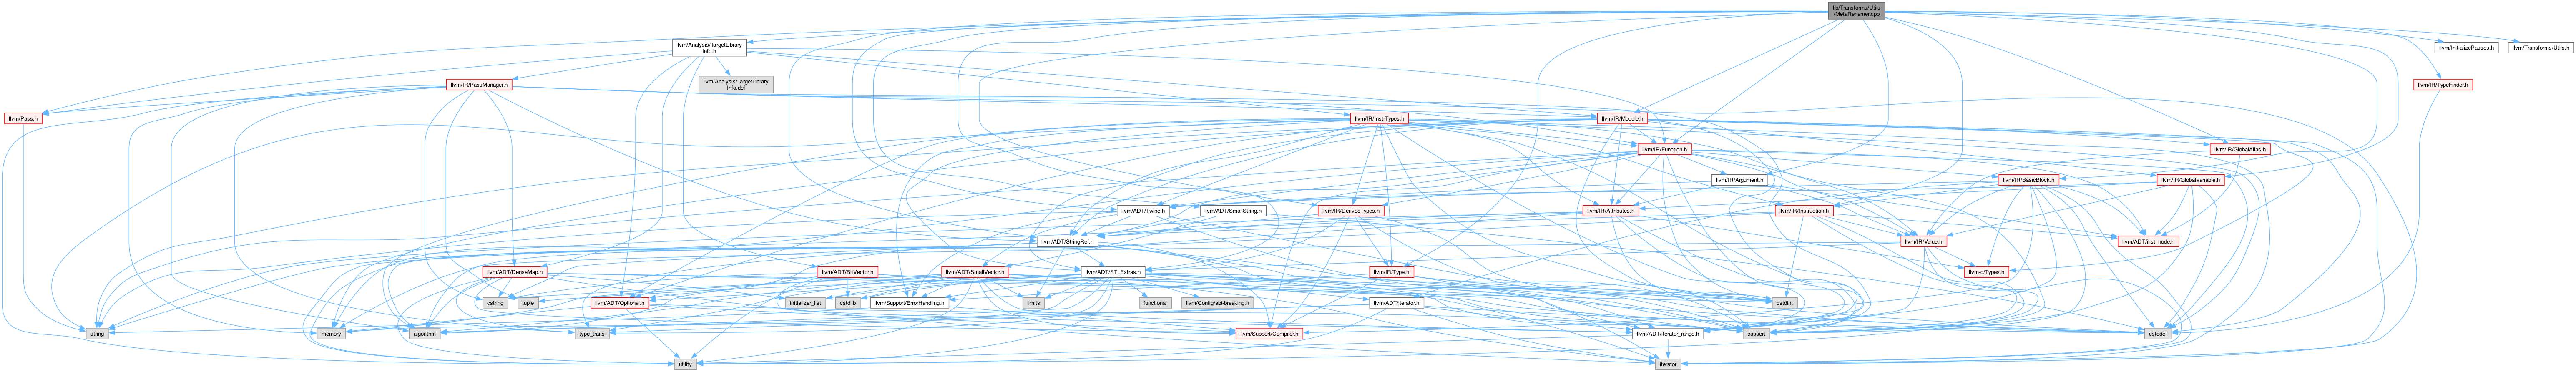 lib/Transforms/Utils
/MetaRenamer.cpp
llvm/Analysis/TargetLibrary
Info.h
llvm/InitializePasses.h
llvm/Transforms/Utils.h
llvm/IR/PassManager.h
llvm/Analysis/TargetLibrary
Info.def
llvm/IR/TypeFinder.h
llvm/Pass.h
llvm/IR/InstrTypes.h
llvm/IR/Module.h
llvm/IR/Function.h
llvm/IR/GlobalAlias.h
llvm/IR/Argument.h
llvm/IR/BasicBlock.h
llvm/IR/GlobalVariable.h
llvm/ADT/Twine.h
llvm/ADT/SmallString.h
llvm/IR/DerivedTypes.h
llvm/IR/Attributes.h
llvm/IR/Instruction.h
llvm/ADT/StringRef.h
llvm/IR/Value.h
llvm/ADT/ilist_node.h
llvm/ADT/DenseMap.h
llvm/ADT/BitVector.h
llvm/ADT/SmallVector.h
llvm/ADT/STLExtras.h
llvm/IR/Type.h
llvm-c/Types.h
cstring
tuple
llvm/ADT/Optional.h
initializer_list
cstdlib
llvm/Support/ErrorHandling.h
limits
functional
llvm/Config/abi-breaking.h
llvm/ADT/iterator.h
cstdint
string
memory
algorithm
type_traits
llvm/Support/Compiler.h
llvm/ADT/iterator_range.h
cassert
cstddef
utility
iterator